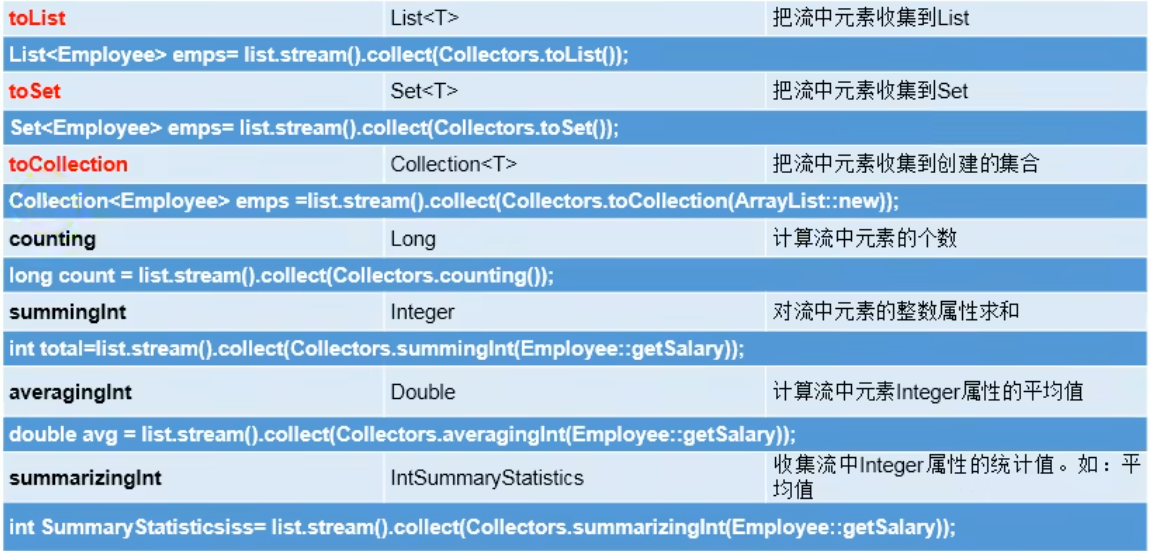 toList List<T> 把流中元素收集到List
List<Employee> emps= list.stream().collect(Collectors.toList());
toSet Set<T> 把流中元素收集到Set
Set<Employee> emps= list.stream().collect(Collectors.toSet());
toCollection Collection<T> 把流中元素收集到创建的集合
Collection<Employee> emps =list.stream().collect(Collectors.toCollection(ArrayList::new));
counting Long 计算流中元素的个数
long count = list.stream().collect(Collectors.counting());
summingInt Integer 对流中元素的整数属性求和
int total=list.stream().collect(Collectors.summingInt(Employee::getSalary));
averagingInt Double 计算流中元素Integer属性的平均值
double avg = list.stream().collect(Collectors.averagingInt(Employee::getSalary));
summarizingInt IntSummaryStatistics 收集流中Integer属性的统计值。如：平
均值
int SummaryStatisticsiss= list.stream().collect(Collectors.summarizingInt(Employee::getSalary));